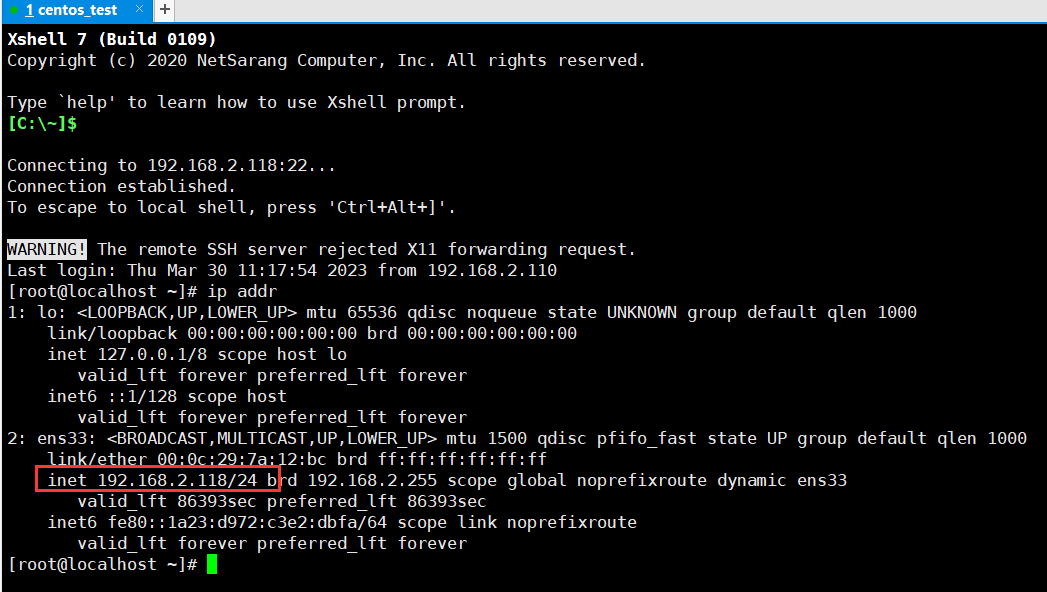 1 centos_test × +
Xshell 7 (Build 0109)
Copyright (c) 2020 NetSarang Computer, Inc. All rights reserved.
Type `help' to learn how to use Xshell prompt.
[C:\~]$
Connecting to 192.168.2.118:22...
Connection established.
To escape to local shell, press 'Ctrl+Alt+]'.
WARNING! The remote SSH server rejected X11 forwarding request.
Last login: Thu Mar 30 11:17:54 2023 from 192.168.2.110
[root@localhost ~]# ip addr
1: lo: <LOOPBACK,UP,LOWER_UP> mtu 65536 qdisc noqueue state UNKNOWN group default qlen 1000
    link/loopback 00:00:00:00:00:00 brd 00:00:00:00:00:00
    inet 127.0.0.1/8 scope host lo
       valid_lft forever preferred_lft forever
    inet6 ::1/128 scope host
       valid_lft forever preferred_lft forever
2: ens33: <BROADCAST,MULTICAST,UP,LOWER_UP> mtu 1500 qdisc pfifo_fast state UP group default qlen 1000
    link/ether 00:0c:29:7a:12:bc brd ff:ff:ff:ff:ff:ff
    inet 192.168.2.118/24 brd 192.168.2.255 scope global noprefixroute dynamic ens33
       valid_lft 86393sec preferred_lft 86393sec
    inet6 fe80::1a23:d972:c3e2:dbfa/64 scope link noprefixroute
       valid_lft forever preferred_lft forever
[root@localhost ~]#